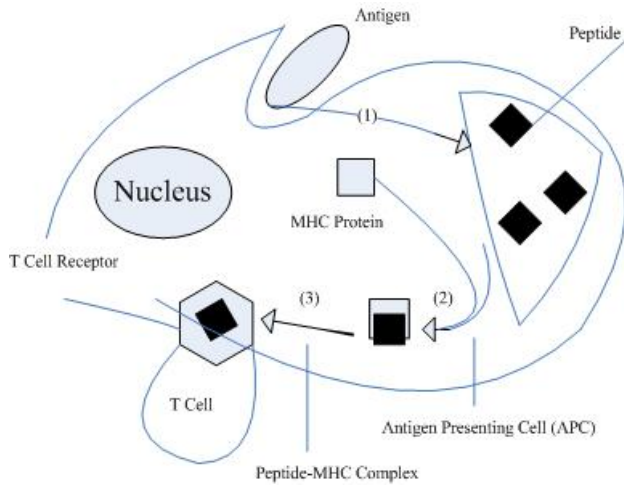 Antigen
Peptide
(1)
Nucleus
MHC Protein
T Cell Receptor
(3)
(2)
T Cell
Antigen Presenting Cell (APC)
Peptide-MHC Complex